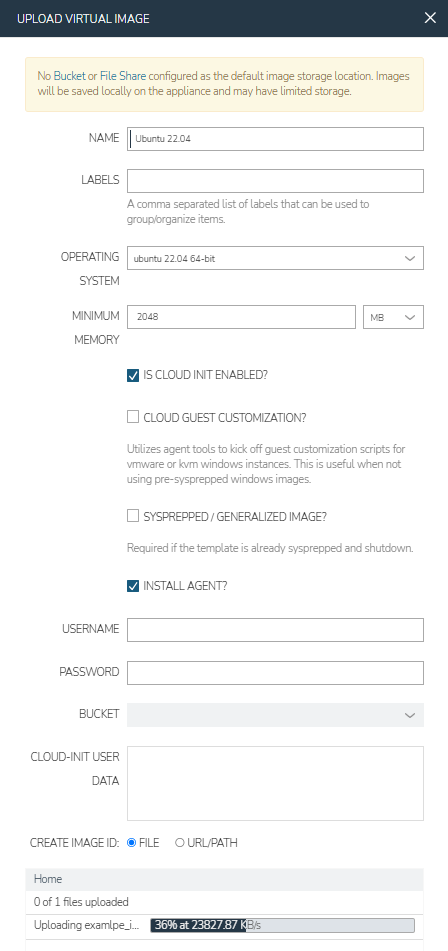 UPLOAD VIRTUAL IMAGE
No Bucket or File Share configured as the default image storage location. Images
will be saved locally on the appliance and may have limited storage.
NAME
Ubuntu 22.04
LABELS
A comma separated list of labels that can be used to
group/organize items.
OPERATING
SYSTEM
ubuntu 22.04 64-bit
MINIMUM
MEMORY
2048
MB
IS CLOUD INIT ENABLED?
CLOUD GUEST CUSTOMIZATION?
Utilizes agent tools to kick off guest customization scripts for
vmware or kvm windows instances. This is useful when not
using pre-sysprepped windows images.
SYSPREPPED / GENERALIZED IMAGE?
Required if the template is already sysprepped and shutdown.
INSTALL AGENT?
USERNAME
PASSWORD
BUCKET
CLOUD-INIT USER
DATA
CREATE IMAGE ID:
FILE
URL/PATH
Home
0 of 1 files uploaded
Uploading examlpe_i...
36% at 23827.87 KB/s